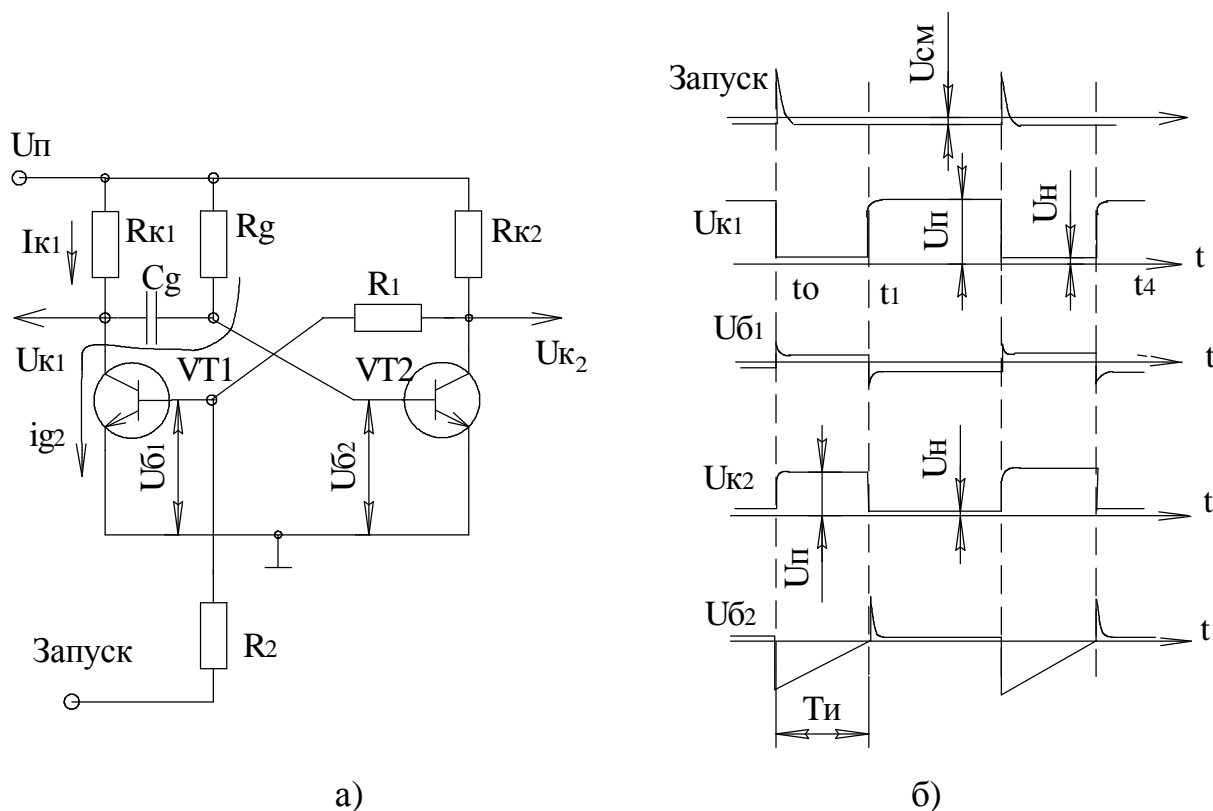 Uп
Iк1
Rк1
Rg
Rк2
Cg
R1
Uк1
VT1
VT2
Uк2
ig2
Uб1
Uб2
R2
Запуск
а)
Запуск
Uсм
Uк1
Uп
Uн
t
to
t1
t4
Uб1
t
Uк2
Uн
t
Uп
Uб2
t
Tи
б)